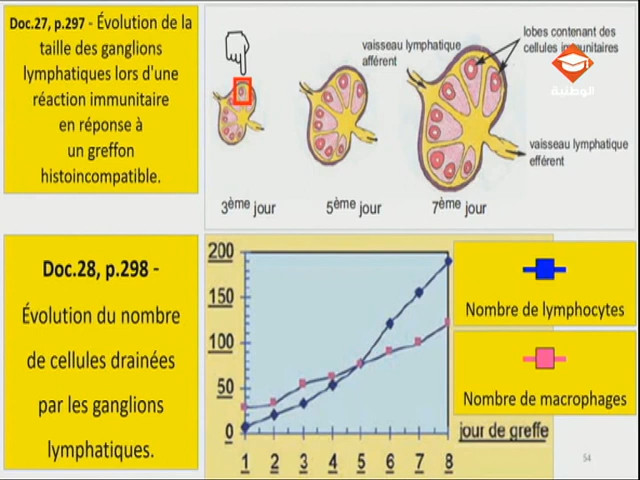 Doc.27, p.297 - Évolution de la
taille des ganglions
lymphatiques lors d'une
réaction immunitaire
en réponse à
un greffon
histoincompatible.
vaisseau lymphatique
afférent
lobes contenant des
cellules immunitaires
الوطنية
vaisseau lymphatique
efférent
3ème jour
5ème jour
7ème jour
Doc.28, p.298 -
Évolution du nombre
de cellules drainées
par les ganglions
lymphatiques.
200
150
100
50
0
1 2 3 4 5 6 7 8
jour de greffe
Nombre de lymphocytes
Nombre de macrophages
54